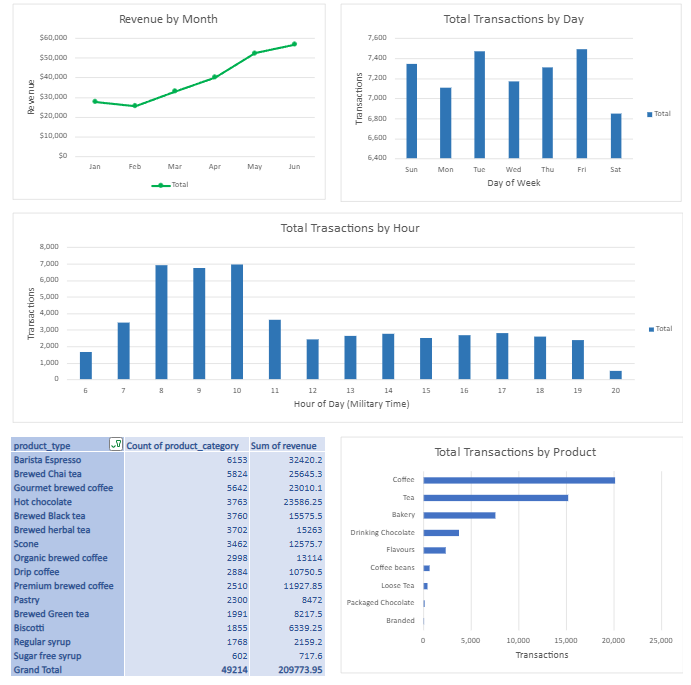 Revenue by Month
$60,000
$50,000
$40,000
$30,000
$20,000
$10,000
$0
Revenue
Jan Feb Mar Apr May Jun
Total
Total Transactions by Day
7,600
7,400
7,200
7,000
6,800
6,600
6,400
Transactions
Sun Mon Tue Wed Thu Fri Sat
Day of Week
Total
Total Trasactions by Hour
8,000
7,000
6,000
5,000
4,000
3,000
2,000
1,000
0
Transactions
6 7 8 9 10 11 12 13 14 15 16 17 18 19 20
Hour of Day (Military Time)
Total
product_type Count of product_category Sum of revenue
Barista Espresso 6153 32420.2
Brewed Chai tea 5824 25645.3
Gourmet brewed coffee 5642 23010.1
Hot chocolate 3763 23586.25
Brewed Black tea 3760 15575.5
Brewed herbal tea 3702 15263
Scone 3462 12575.7
Organic brewed coffee 2998 13114
Drip coffee 2884 10750.5
Premium brewed coffee 2510 11927.85
Pastry 2300 8472
Brewed Green tea 1991 8217.5
Biscotti 1855 6339.25
Regular syrup 1768 2159.2
Sugar free syrup 602 717.6
Grand Total 49214 209773.95
Total Transactions by Product
Coffee
Tea
Bakery
Drinking Chocolate
Flavours
Coffee beans
Loose Tea
Packaged Chocolate
Branded
0 5,000 10,000 15,000 20,000 25,000
Transactions